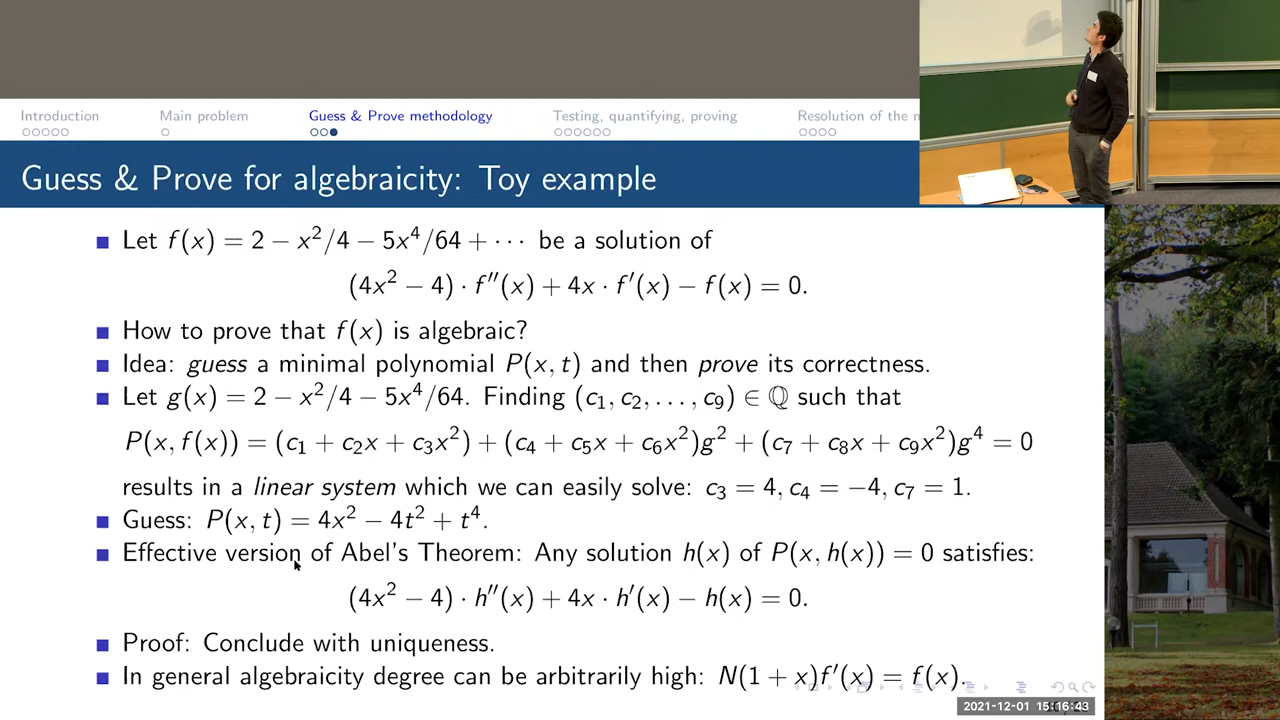 Introduction
Main problem
Guess & Prove methodology
Testing, quantifying, proving
Resolution of the
Guess & Prove for algebraicity: Toy example
Let f(x) = 2 − x²/4 − 5x⁴/64 + ··· be a solution of
(4x² − 4) · f″(x) + 4x · f′(x) − f(x) = 0.
How to prove that f(x) is algebraic?
Idea: guess a minimal polynomial P(x, t) and then prove its correctness.
Let g(x) = 2 − x²/4 − 5x⁴/64. Finding (c₁, c₂, . . . , c₉) ∈ ℚ such that
P(x, f(x)) = (c₁ + c₂x + c₃x²) + (c₄ + c₅x + c₆x²)g² + (c₇ + c₈x + c₉x²)g⁴ = 0
results in a linear system which we can easily solve: c₃ = 4, c₄ = −4, c₇ = 1.
Guess: P(x, t) = 4x² − 4t² + t⁴.
Effective version of Abel's Theorem: Any solution h(x) of P(x, h(x)) = 0 satisfies:
(4x² − 4) · h″(x) + 4x · h′(x) − h(x) = 0.
Proof: Conclude with uniqueness.
In general algebraicity degree can be arbitrarily high: N(1 + x)f′(x) = f(x).
2021-12-01 15:16:43